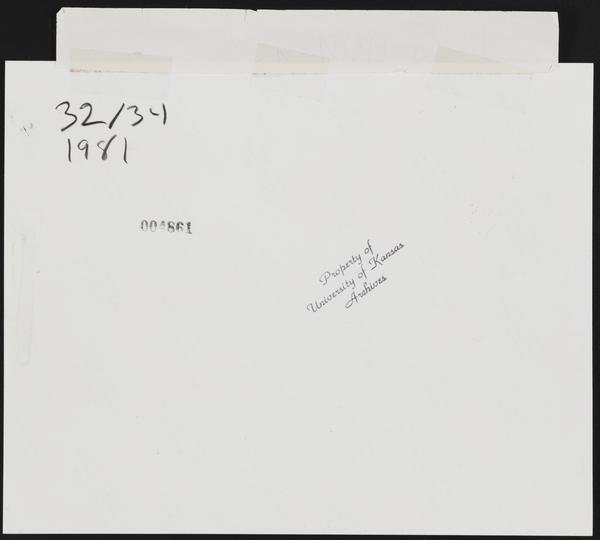 32/34
1981
004861
Property of
University of Kansas
Archives